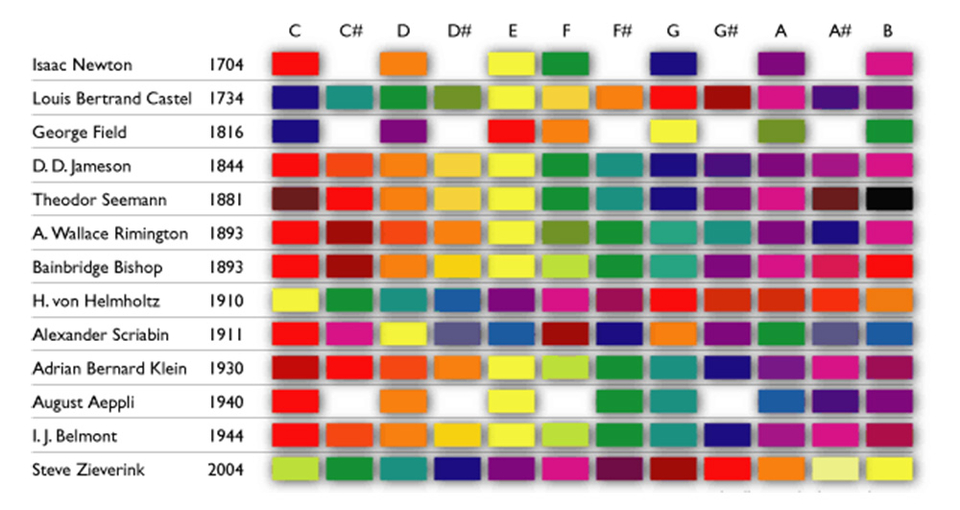 C C# D D# E F F# G G# A A# B
Isaac Newton 1704
Louis Bertrand Castel 1734
George Field 1816
D. D. Jameson 1844
Theodor Seemann 1881
A. Wallace Rimington 1893
Bainbridge Bishop 1893
H. von Helmholtz 1910
Alexander Scriabin 1911
Adrian Bernard Klein 1930
August Aeppli 1940
I. J. Belmont 1944
Steve Zieverink 2004